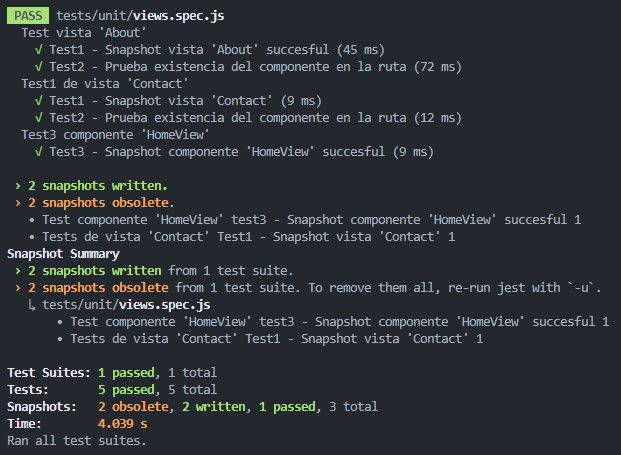 PASS tests/unit/views.spec.js
Test vista 'About'
√ Test1 - Snapshot vista 'About' succesful (45 ms)
√ Test2 - Prueba existencia del componente en la ruta (72 ms)
Test1 de vista 'Contact'
√ Test1 - Snapshot vista 'Contact' (9 ms)
√ Test2 - Prueba existencia del componente en la ruta (12 ms)
Test3 componente 'HomeView'
√ Test3 - Snapshot componente 'HomeView' succesful (9 ms)
› 2 snapshots written.
› 2 snapshots obsolete.
• Test componente 'HomeView' test3 - Snapshot componente 'HomeView' succesful 1
• Tests de vista 'Contact' Test1 - Snapshot vista 'Contact' 1
Snapshot Summary
› 2 snapshots written from 1 test suite.
› 2 snapshots obsolete from 1 test suite. To remove them all, re-run jest with `-u`.
↳ tests/unit/views.spec.js
• Test componente 'HomeView' test3 - Snapshot componente 'HomeView' succesful 1
• Tests de vista 'Contact' Test1 - Snapshot vista 'Contact' 1
Test Suites: 1 passed, 1 total
Tests: 5 passed, 5 total
Snapshots: 2 obsolete, 2 written, 1 passed, 3 total
Time: 4.039 s
Ran all test suites.